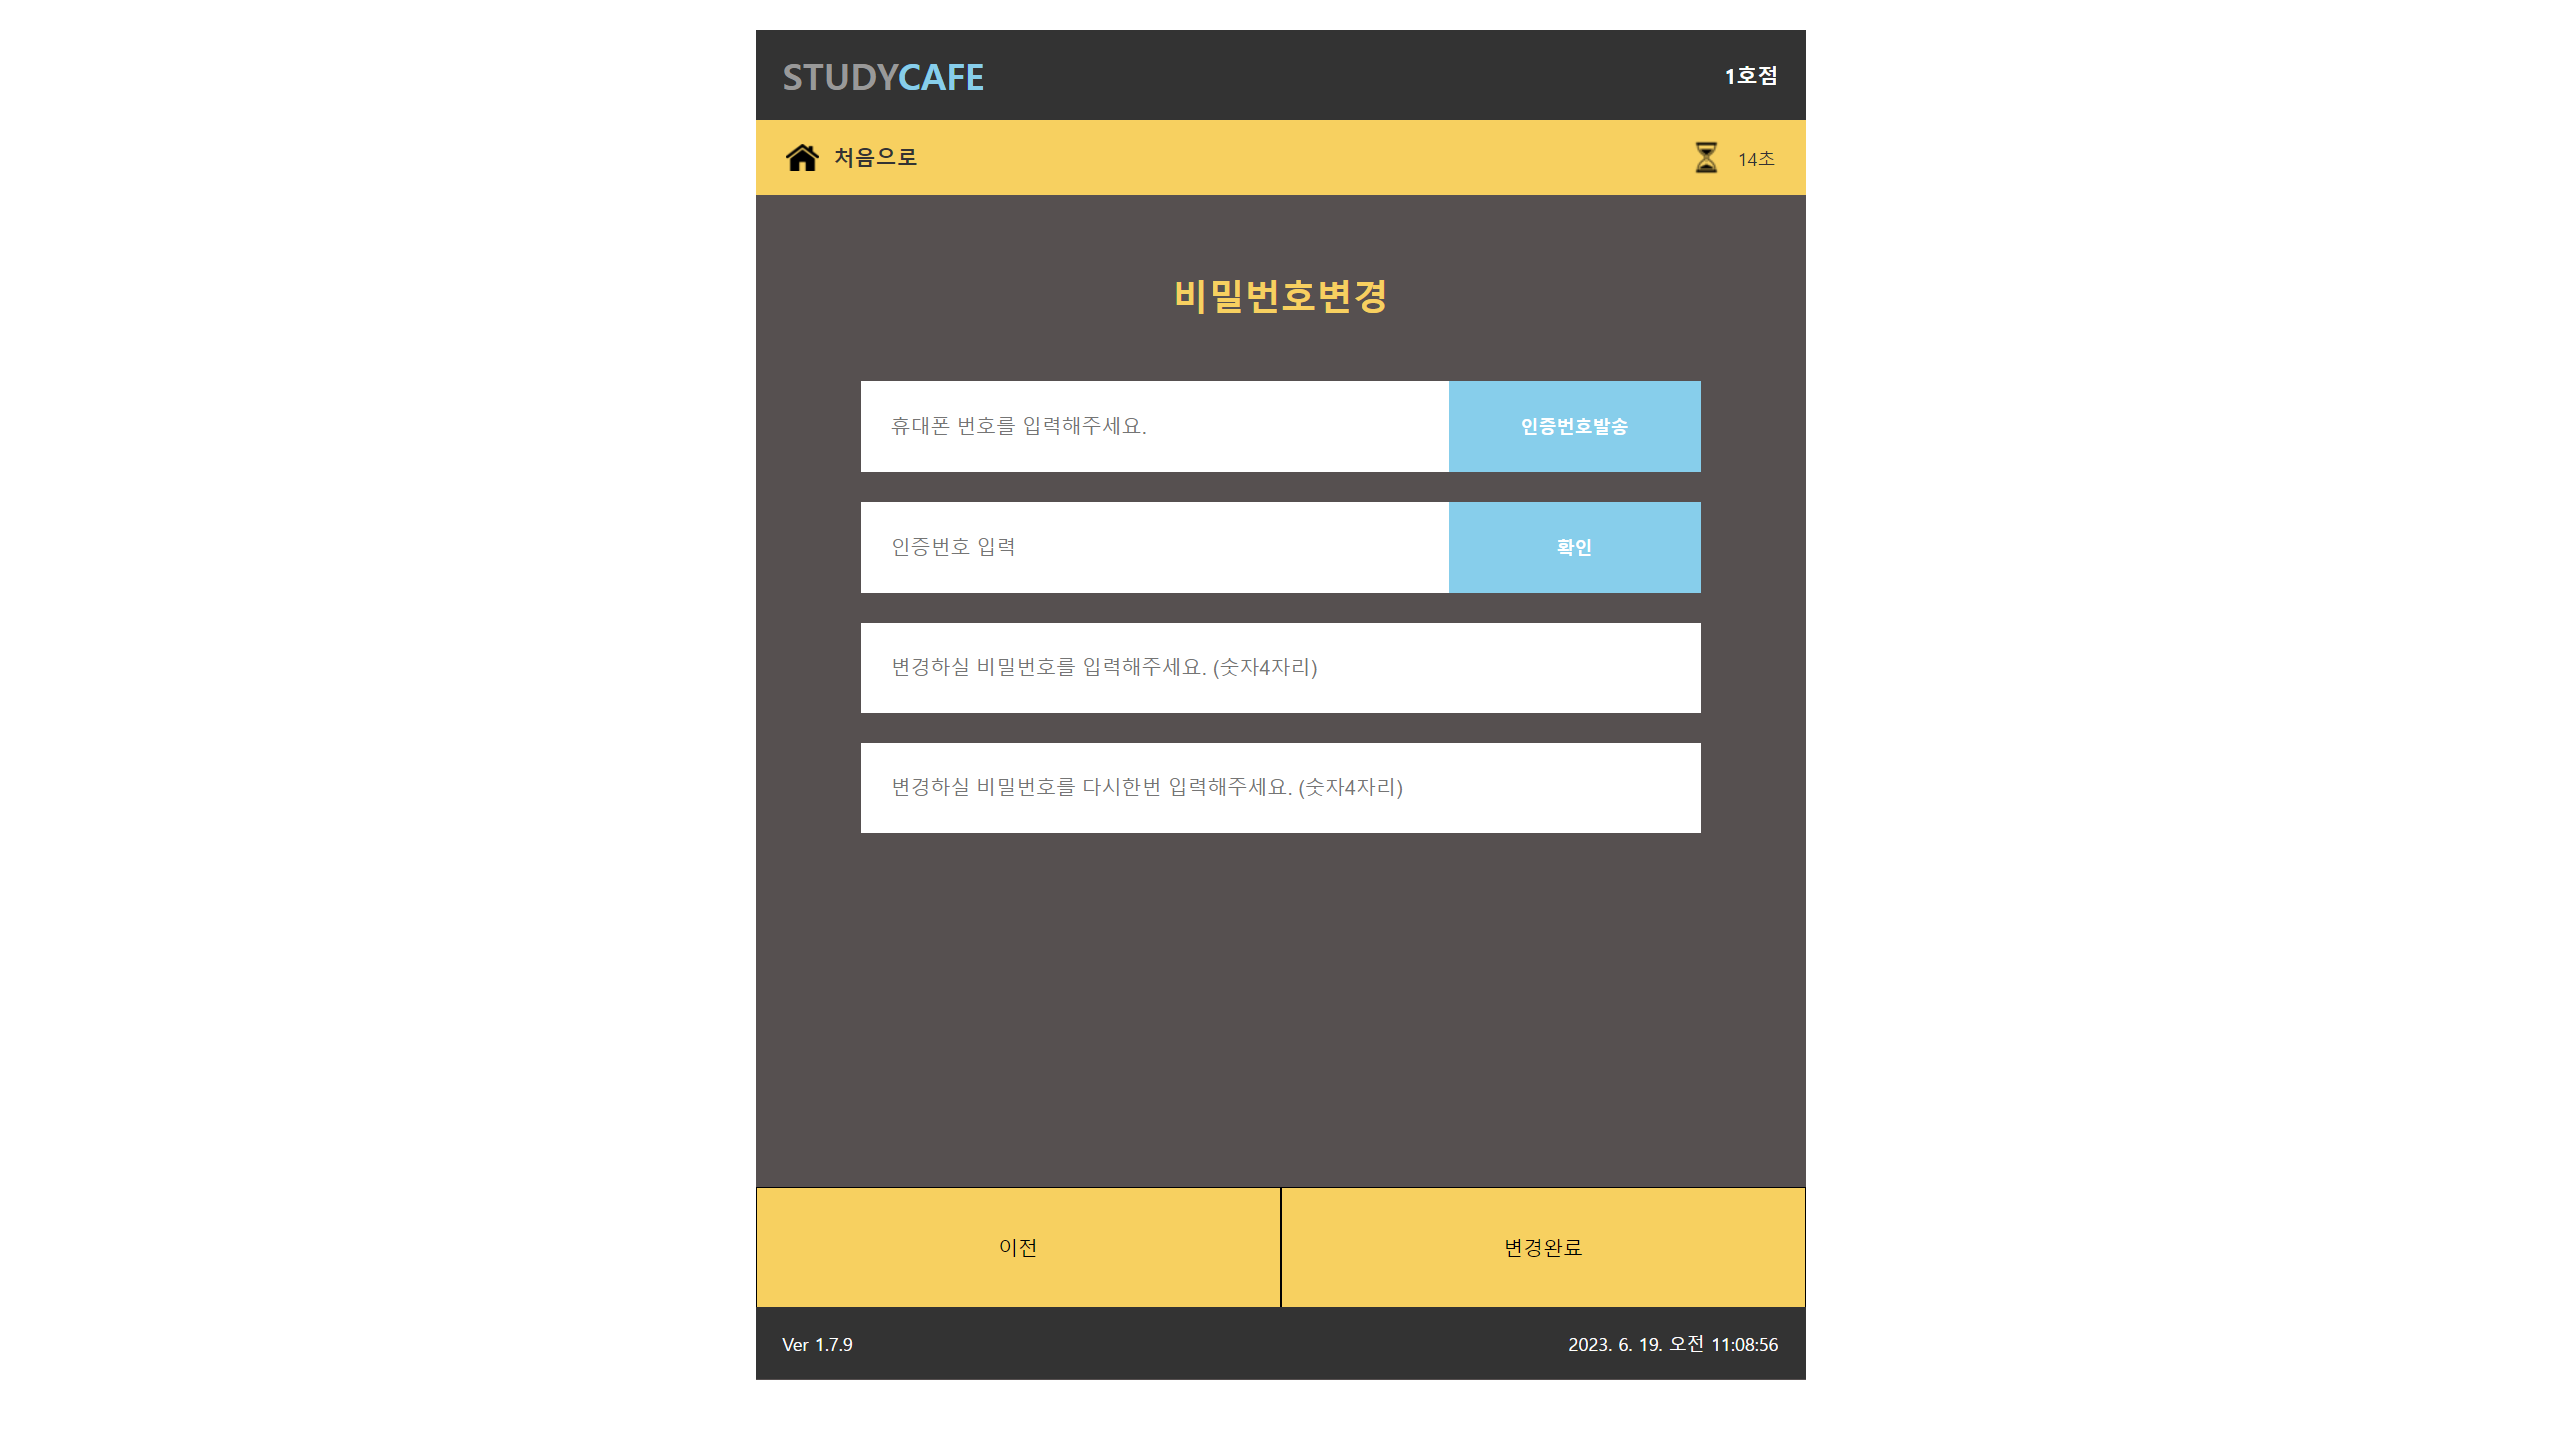 STUDYCAFE
1호점
처음으로
14초
비밀번호변경
휴대폰 번호를 입력해주세요.
인증번호발송
인증번호 입력
확인
변경하실 비밀번호를 입력해주세요. (숫자4자리)
변경하실 비밀번호를 다시한번 입력해주세요. (숫자4자리)
이전
변경완료
Ver 1.7.9
2023. 6. 19. 오전 11:08:56